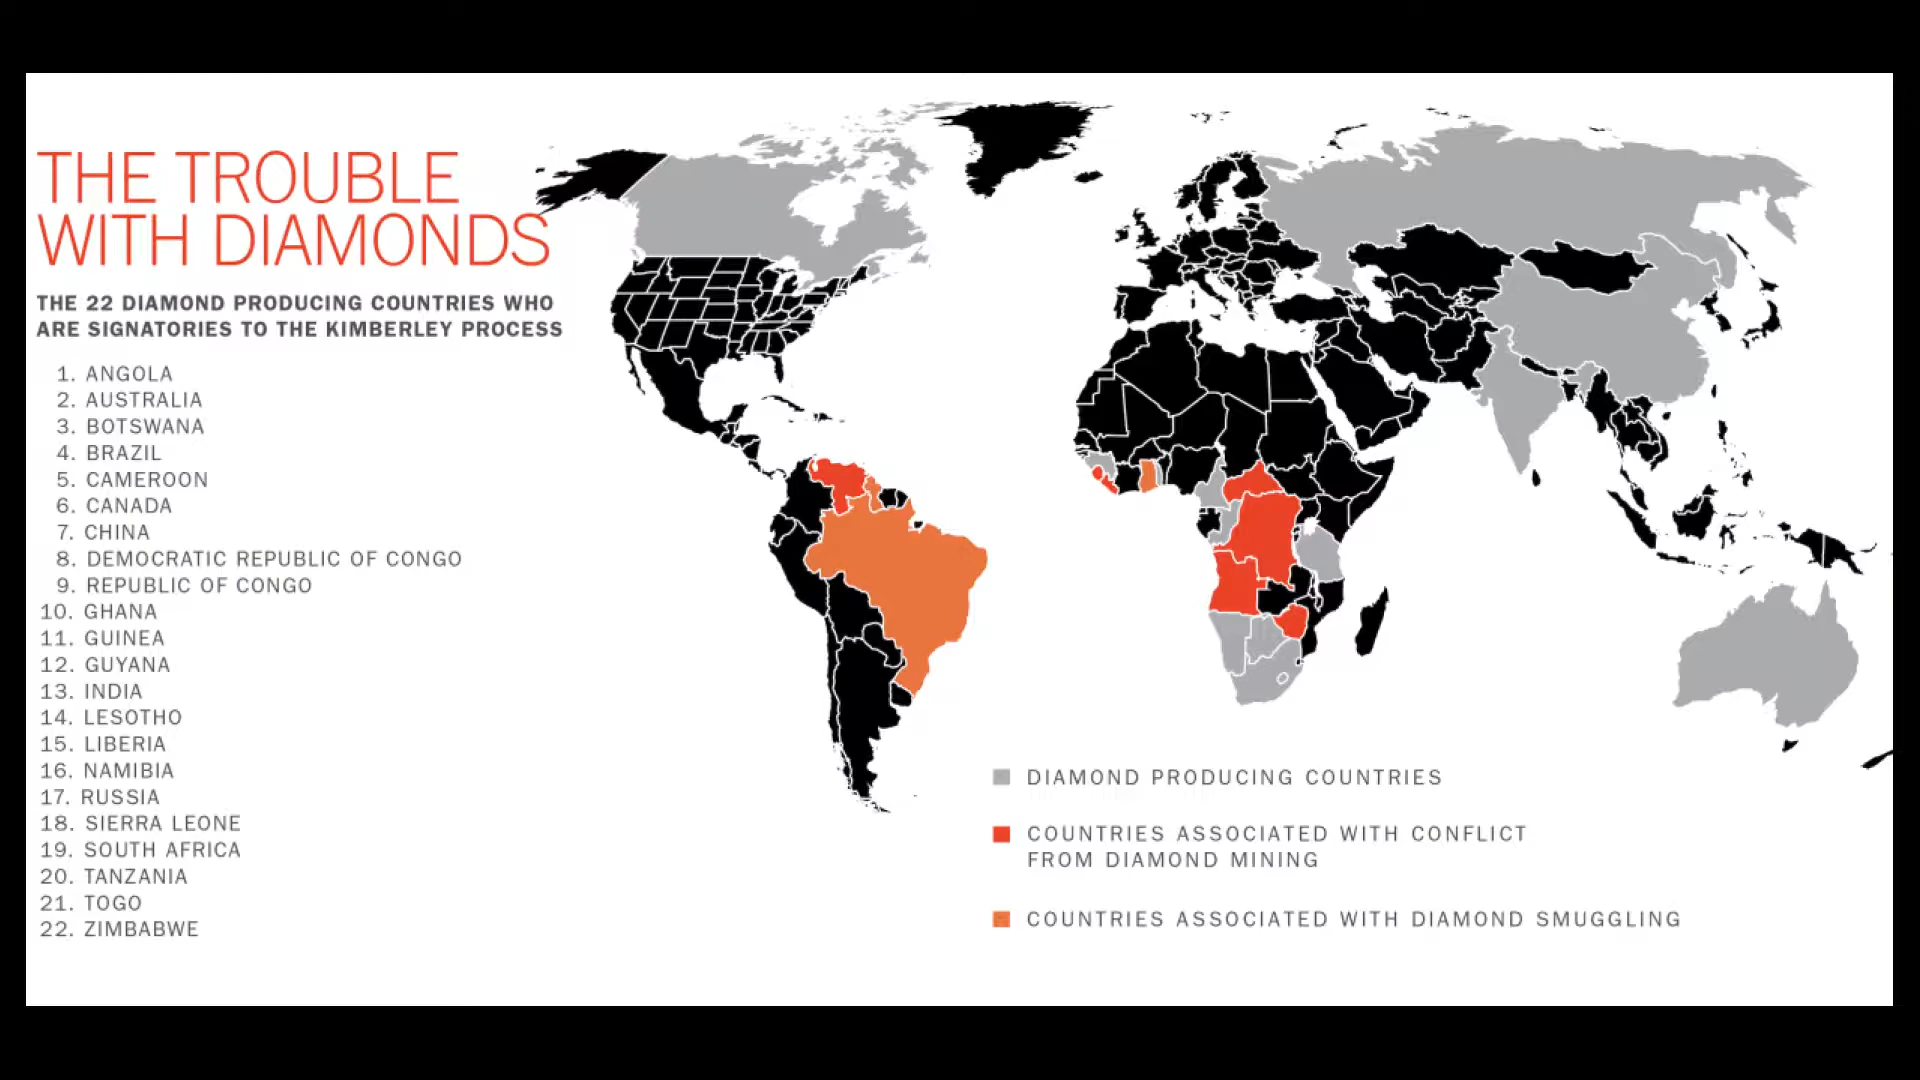 THE TROUBLE
WITH DIAMONDS
THE 22 DIAMOND PRODUCING COUNTRIES WHO
ARE SIGNATORIES TO THE KIMBERLEY PROCESS
1. ANGOLA
2. AUSTRALIA
3. BOTSWANA
4. BRAZIL
5. CAMEROON
6. CANADA
7. CHINA
8. DEMOCRATIC REPUBLIC OF CONGO
9. REPUBLIC OF CONGO
10. GHANA
11. GUINEA
12. GUYANA
13. INDIA
14. LESOTHO
15. LIBERIA
16. NAMIBIA
17. RUSSIA
18. SIERRA LEONE
19. SOUTH AFRICA
20. TANZANIA
21. TOGO
22. ZIMBABWE
DIAMOND PRODUCING COUNTRIES
COUNTRIES ASSOCIATED WITH CONFLICT
FROM DIAMOND MINING
COUNTRIES ASSOCIATED WITH DIAMOND SMUGGLING